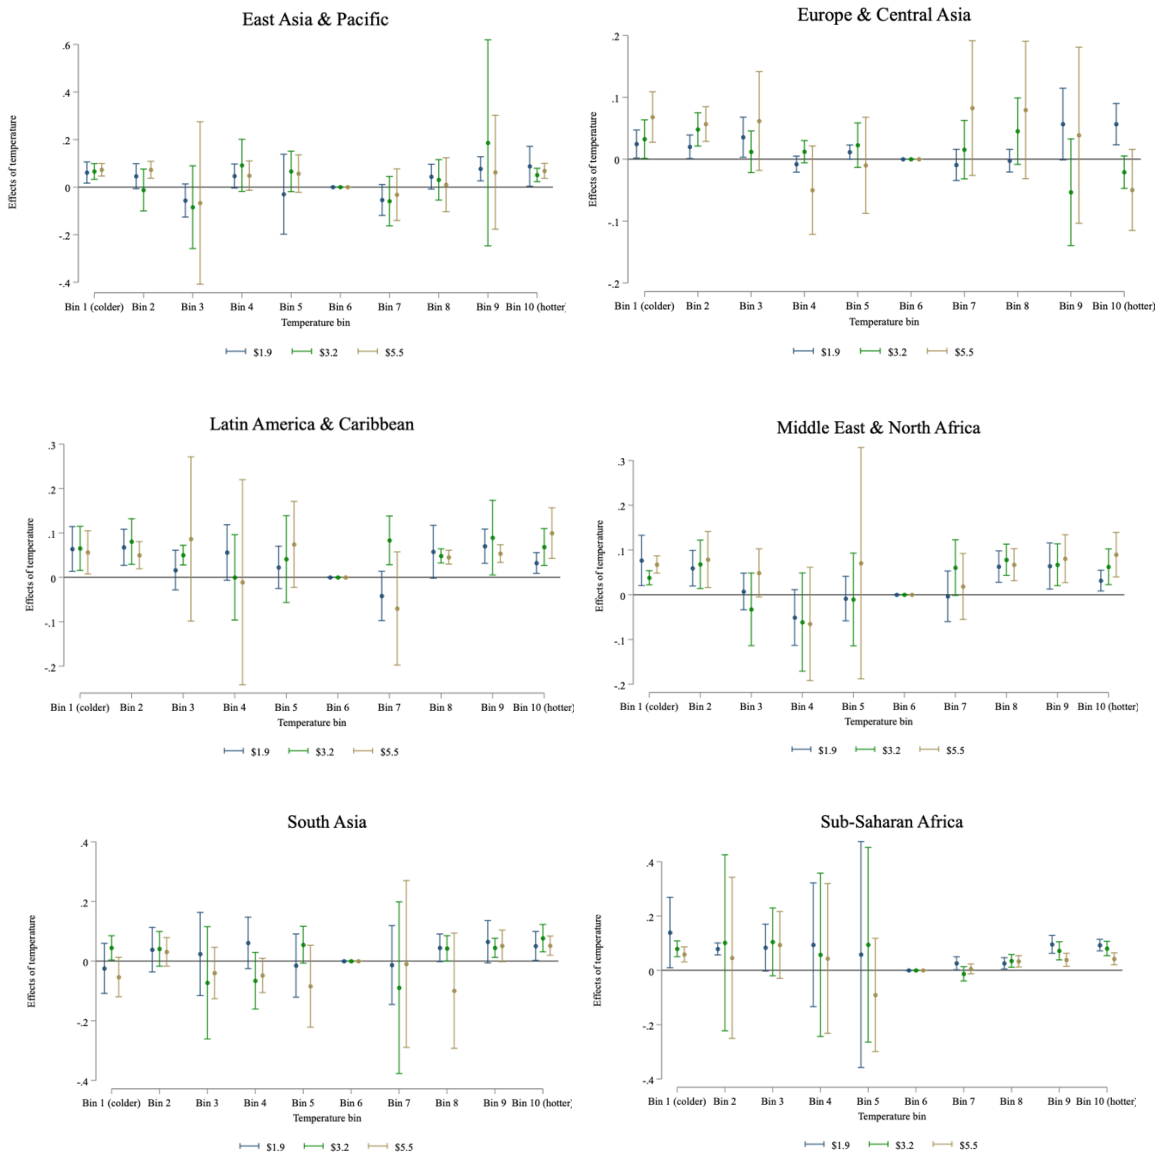 East Asia & Pacific
Effects of temperature
.6
.4
.2
0
-.2
-.4
Bin 1 (colder) Bin 2 Bin 3 Bin 4 Bin 5 Bin 6 Bin 7 Bin 8 Bin 9 Bin 10 (hotter)
Temperature bin
$1.9 $3.2 $5.5
Europe & Central Asia
Effects of temperature
.2
.1
0
-.1
-.2
Bin 1 (colder) Bin 2 Bin 3 Bin 4 Bin 5 Bin 6 Bin 7 Bin 8 Bin 9 Bin 10 (hotter)
Temperature bin
$1.9 $3.2 $5.5
Latin America & Caribbean
Effects of temperature
.3
.2
.1
0
-.1
-.2
Bin 1 (colder) Bin 2 Bin 3 Bin 4 Bin 5 Bin 6 Bin 7 Bin 8 Bin 9 Bin 10 (hotter)
Temperature bin
$1.9 $3.2 $5.5
Middle East & North Africa
Effects of temperature
.3
.2
.1
0
-.1
-.2
Bin 1 (colder) Bin 2 Bin 3 Bin 4 Bin 5 Bin 6 Bin 7 Bin 8 Bin 9 Bin 10 (hotter)
Temperature bin
$1.9 $3.2 $5.5
South Asia
Effects of temperature
.4
.2
0
-.2
-.4
Bin 1 (colder) Bin 2 Bin 3 Bin 4 Bin 5 Bin 6 Bin 7 Bin 8 Bin 9 Bin 10 (hotter)
Temperature bin
$1.9 $3.2 $5.5
Sub-Saharan Africa
Effects of temperature
.4
.2
0
-.2
-.4
Bin 1 (colder) Bin 2 Bin 3 Bin 4 Bin 5 Bin 6 Bin 7 Bin 8 Bin 9 Bin 10 (hotter)
Temperature bin
$1.9 $3.2 $5.5